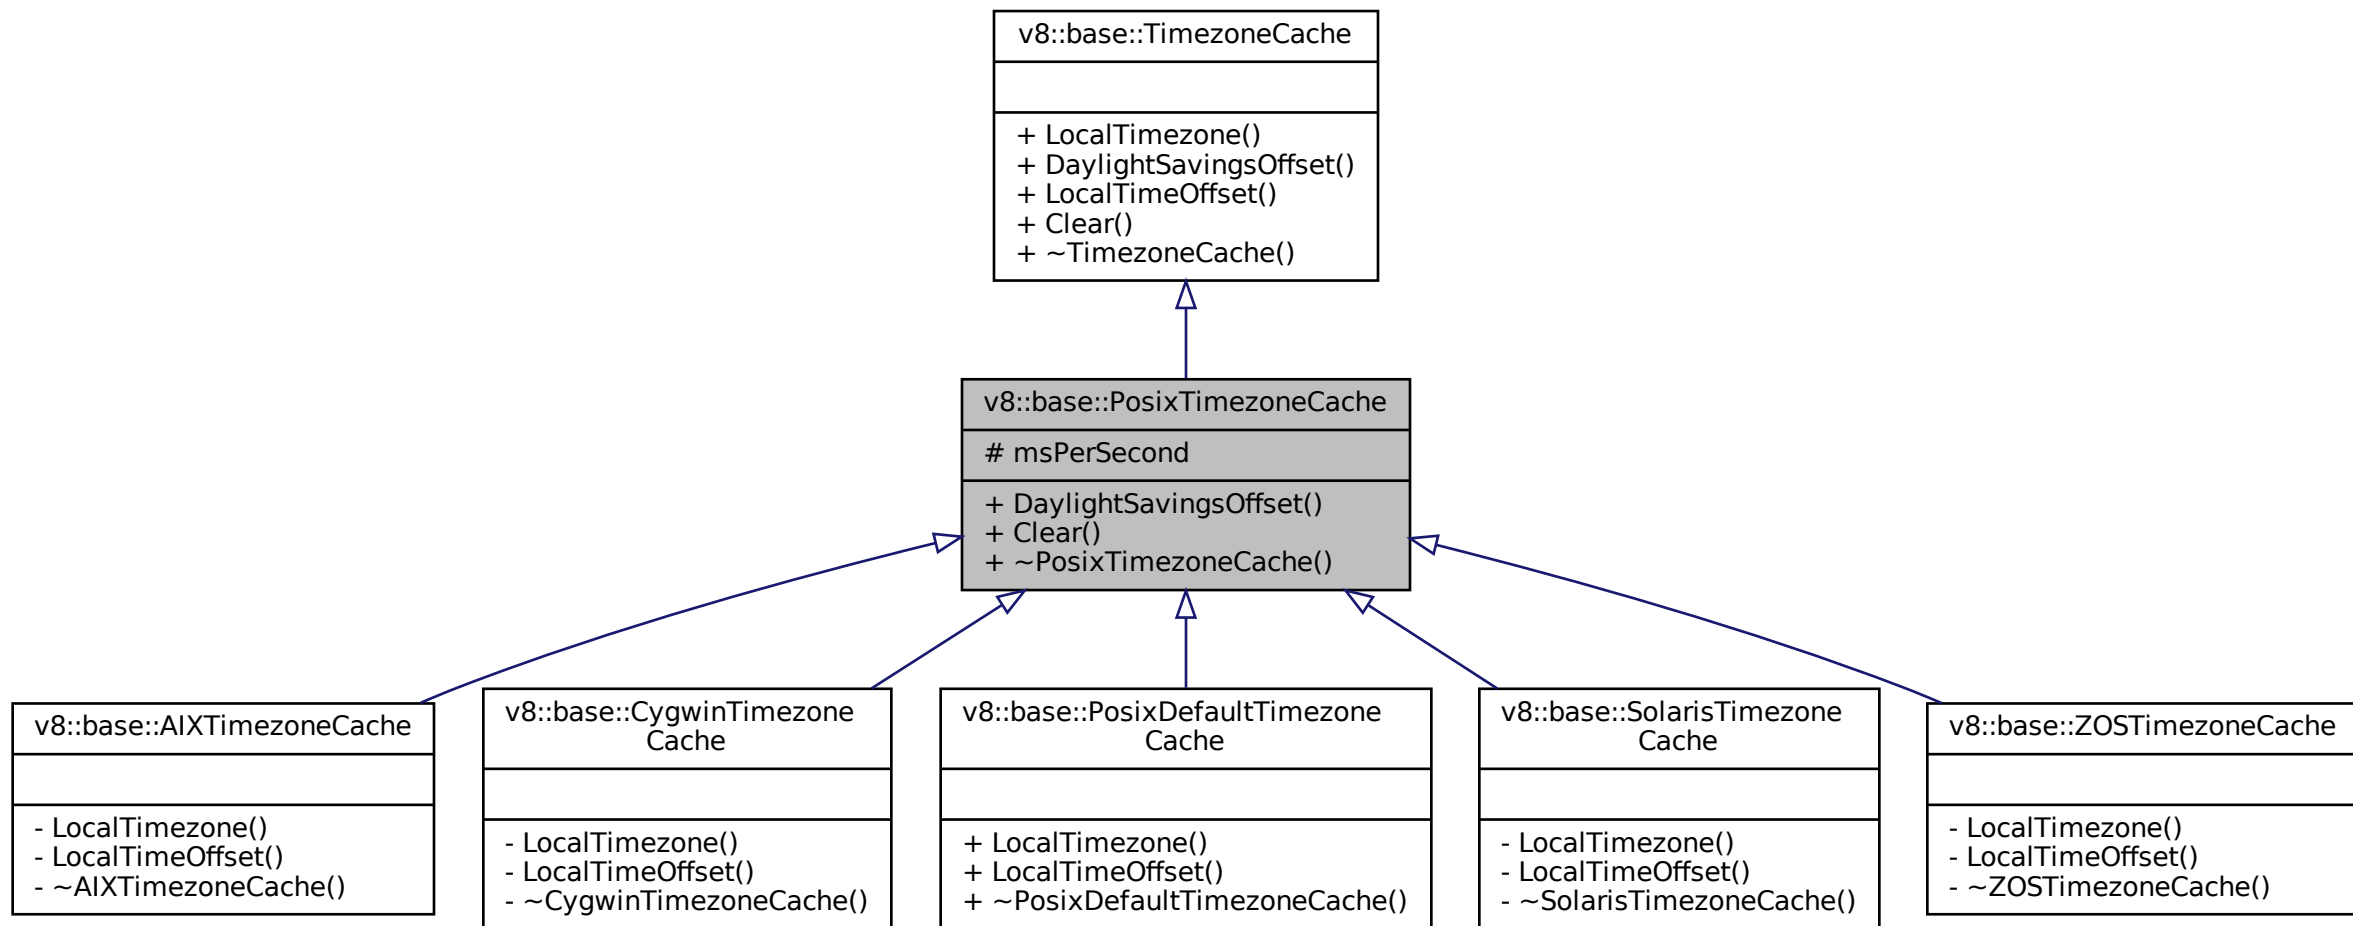 v8::base::TimezoneCache
+ LocalTimezone()
+ DaylightSavingsOffset()
+ LocalTimeOffset()
+ Clear()
+ ~TimezoneCache()
v8::base::PosixTimezoneCache
# msPerSecond
+ DaylightSavingsOffset()
+ Clear()
+ ~PosixTimezoneCache()
v8::base::AIXTimezoneCache
- LocalTimezone()
- LocalTimeOffset()
- ~AIXTimezoneCache()
v8::base::CygwinTimezone
Cache
- LocalTimezone()
- LocalTimeOffset()
- ~CygwinTimezoneCache()
v8::base::PosixDefaultTimezone
Cache
+ LocalTimezone()
+ LocalTimeOffset()
+ ~PosixDefaultTimezoneCache()
v8::base::SolarisTimezone
Cache
- LocalTimezone()
- LocalTimeOffset()
- ~SolarisTimezoneCache()
v8::base::ZOSTimezoneCache
- LocalTimezone()
- LocalTimeOffset()
- ~ZOSTimezoneCache()